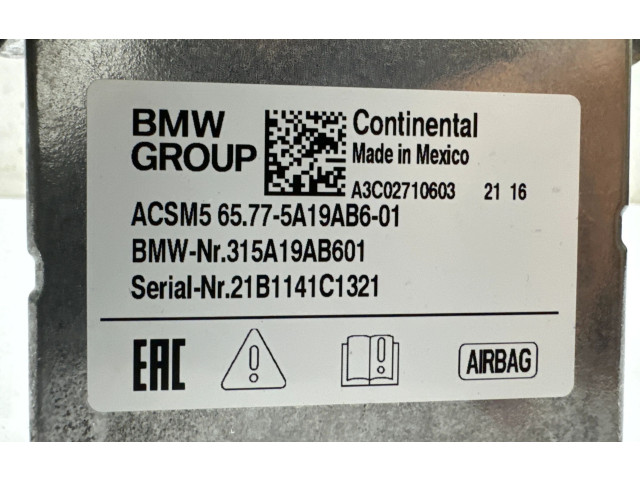 BMW
GROUP
Continental
Made in Mexico
A3C02710603 21 16
ACSM5 65.77-5A19AB6-01
BMW-Nr.315A19AB601
Serial-Nr.21B1141C1321
EAC
AIRBAG